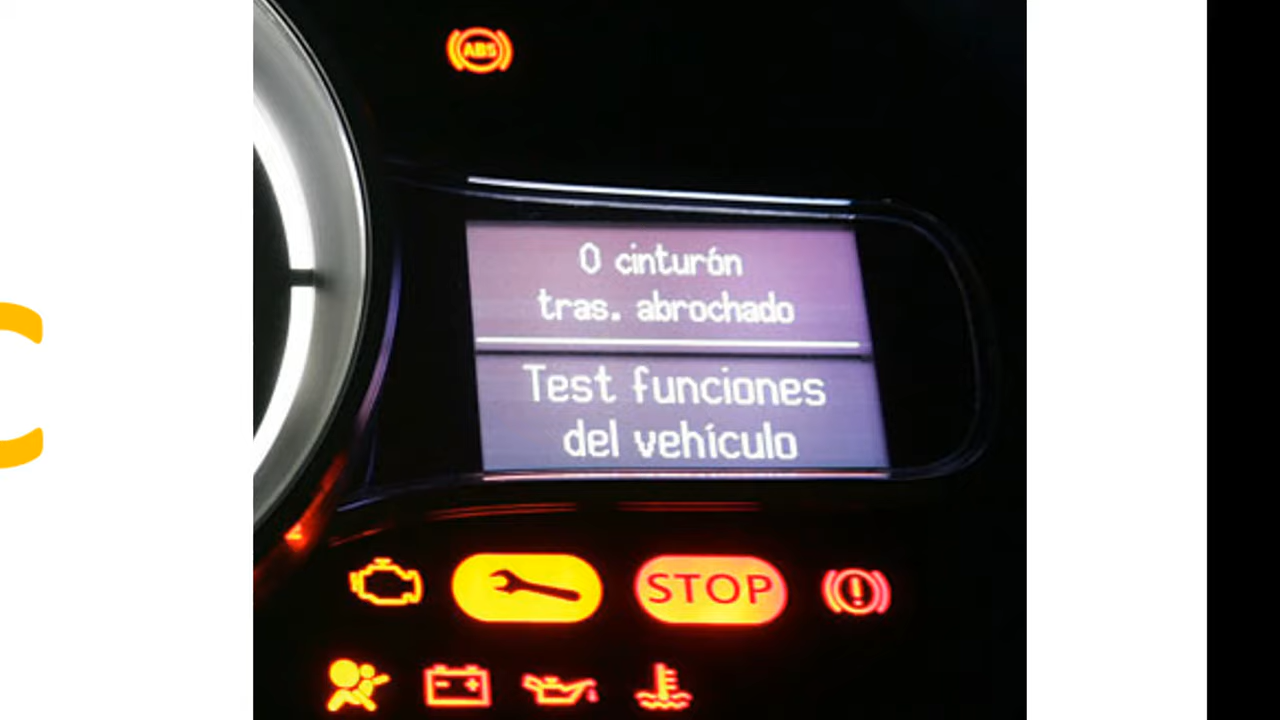 ABS
0 cinturón
tras. abrochado
Test funciones
del vehículo
STOP